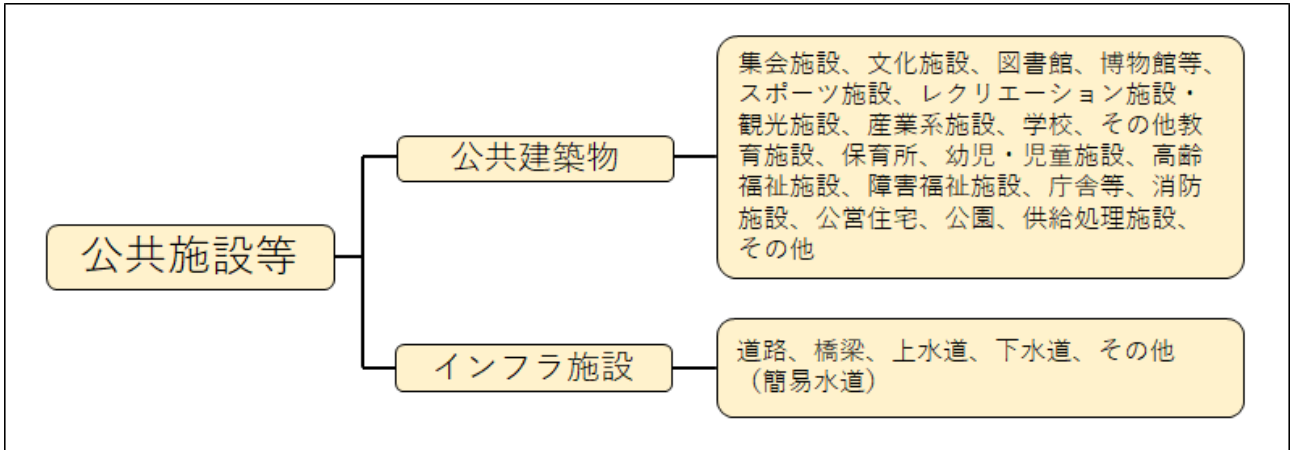 公共施設等
公共建築物
集会施設、文化施設、図書館、博物館等、
スポーツ施設、レクリエーション施設・
観光施設、産業系施設、学校、その他教
育施設、保育所、幼児・児童施設、高齢
福祉施設、障害福祉施設、庁舎等、消防
施設、公営住宅、公園、供給処理施設、
その他
インフラ施設
道路、橋梁、上水道、下水道、その他
（簡易水道）